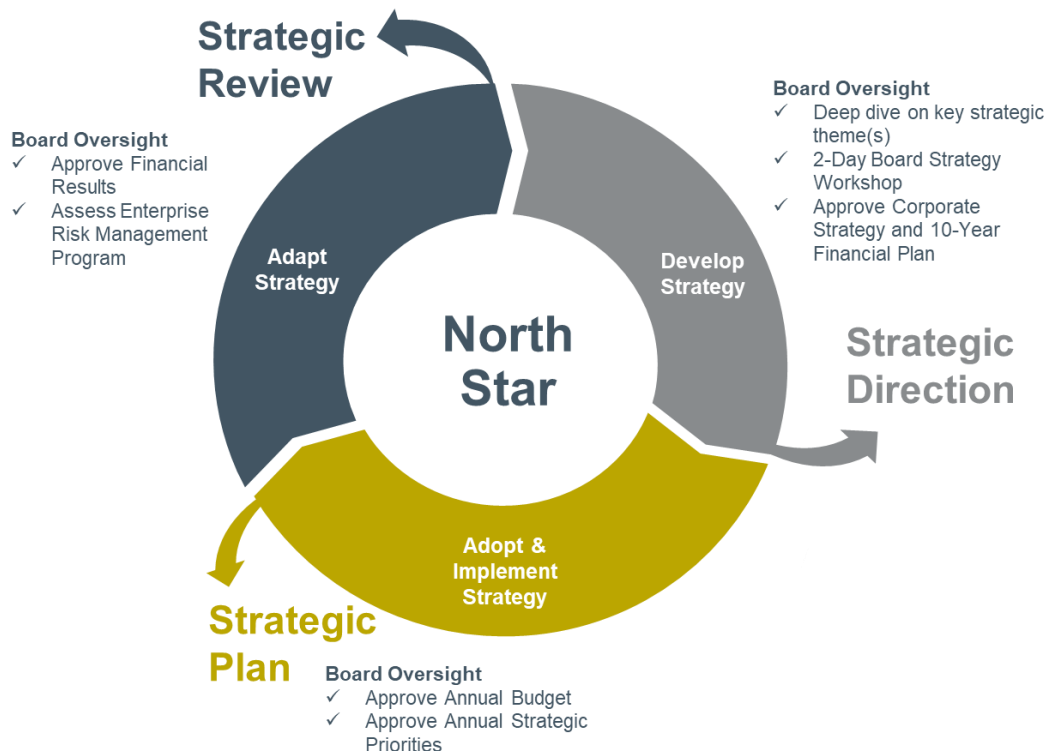 Strategic
Review
Board Oversight
✓ Approve Financial
Results
✓ Assess Enterprise
Risk Management
Program
Adapt
Strategy
Board Oversight
✓ Deep dive on key strategic
theme(s)
✓ 2-Day Board Strategy
Workshop
✓ Approve Corporate
Strategy and 10-Year
Financial Plan
Develop
Strategy
North
Star
Strategic
Direction
Adopt &
Implement
Strategy
Strategic
Plan
Board Oversight
✓ Approve Annual Budget
✓ Approve Annual Strategic
Priorities